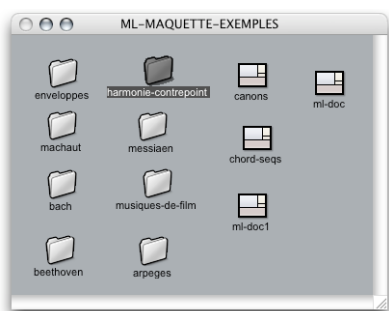 ML-MAQUETTE-EXEMPLES
enveloppes
harmonie-contrepoint
canons
ml-doc
machaut
messiaen
chord-seqs
bach
musiques-de-film
ml-doc1
beethoven
arpeges